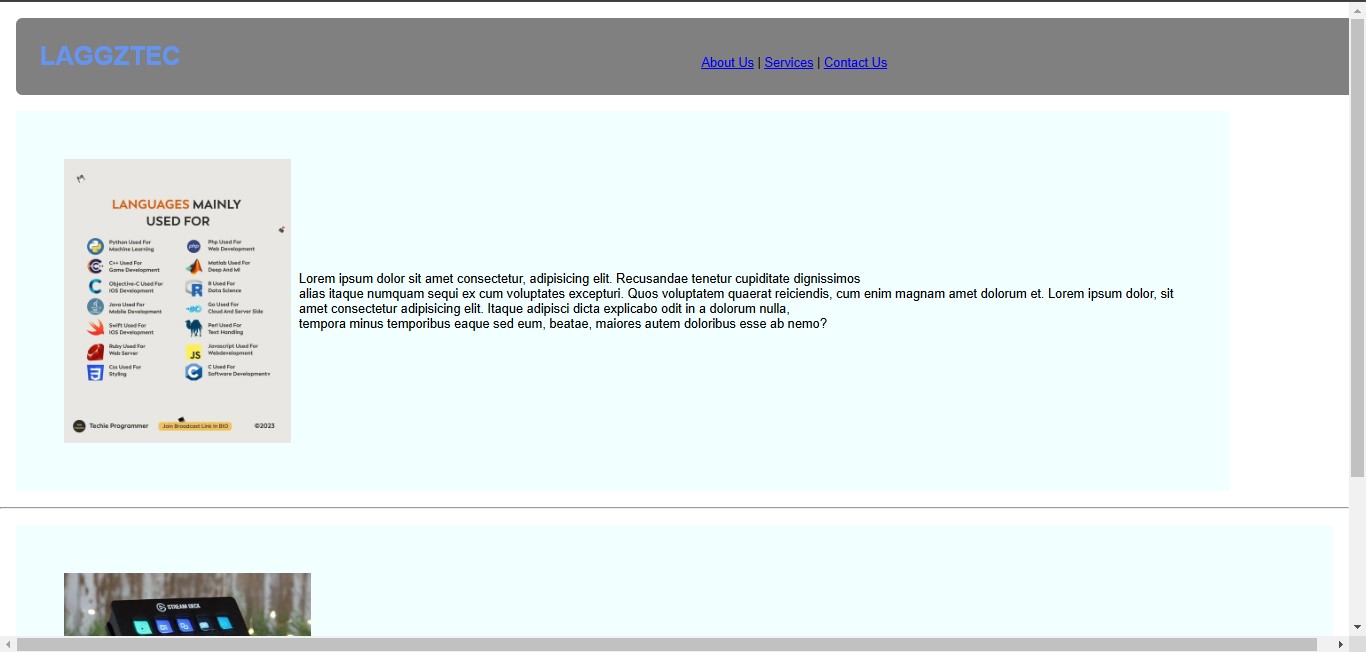 LAGGZTEC
About Us | Services | Contact Us
LANGUAGES MAINLY
USED FOR
Python Used For
Machine Learning
php
Php Used For
Web Development
C++ Used For
Game Development
Matlab Used For
Deep And Ml
Objective-C Used For
IOS Development
R Used For
Data Science
Java Used For
Mobile Development
Go Used For
Cloud And Server Side
Swift Used For
IOS Development
Perl Used For
Text Handling
Ruby Used For
Web Server
JS
Javascript Used For
Webdevelopment
Css Used For
Styling
C Used For
Software Development+
Techie Programmer
Join Broadcast Link In BIO
©2023
Lorem ipsum dolor sit amet consectetur, adipisicing elit. Recusandae tenetur cupiditate dignissimos
alias itaque numquam sequi ex cum voluptates excepturi. Quos voluptatem quaerat reiciendis, cum enim magnam amet dolorum et. Lorem ipsum dolor, sit
amet consectetur adipisicing elit. Itaque adipisci dicta explicabo odit in a dolorum nulla,
tempora minus temporibus eaque sed eum, beatae, maiores autem doloribus esse ab nemo?
STREAM DECK